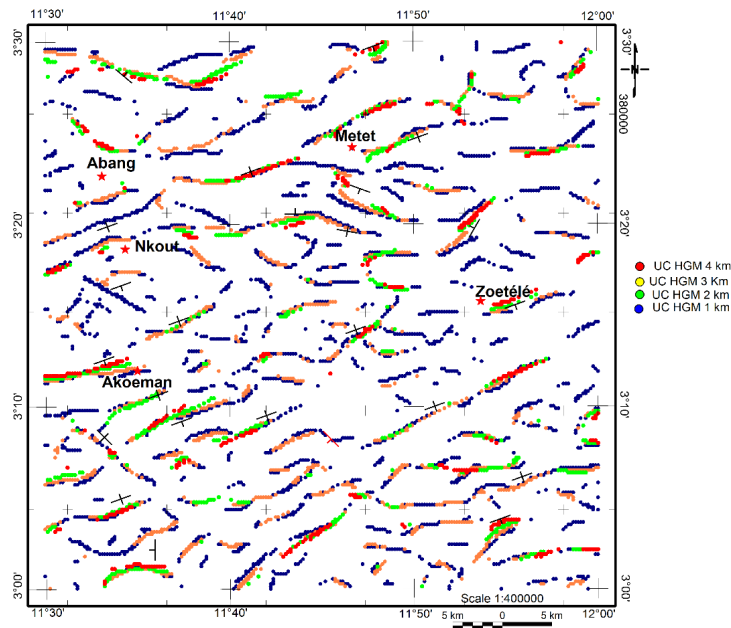 11°30' 11°40' 11°50' 12°00'
3°30'
3°30'
N
380000
Metet
Abang
3°20'
3°20'
Nkout
Zoetélé
UC HGM 4 km
UC HGM 3 Km
UC HGM 2 km
UC HGM 1 km
Akoeman
3°10'
3°10'
3°00'
3°00'
Scale 1:400000
11°30' 11°40' 11°50' 12°00'
5 km 0 5 km